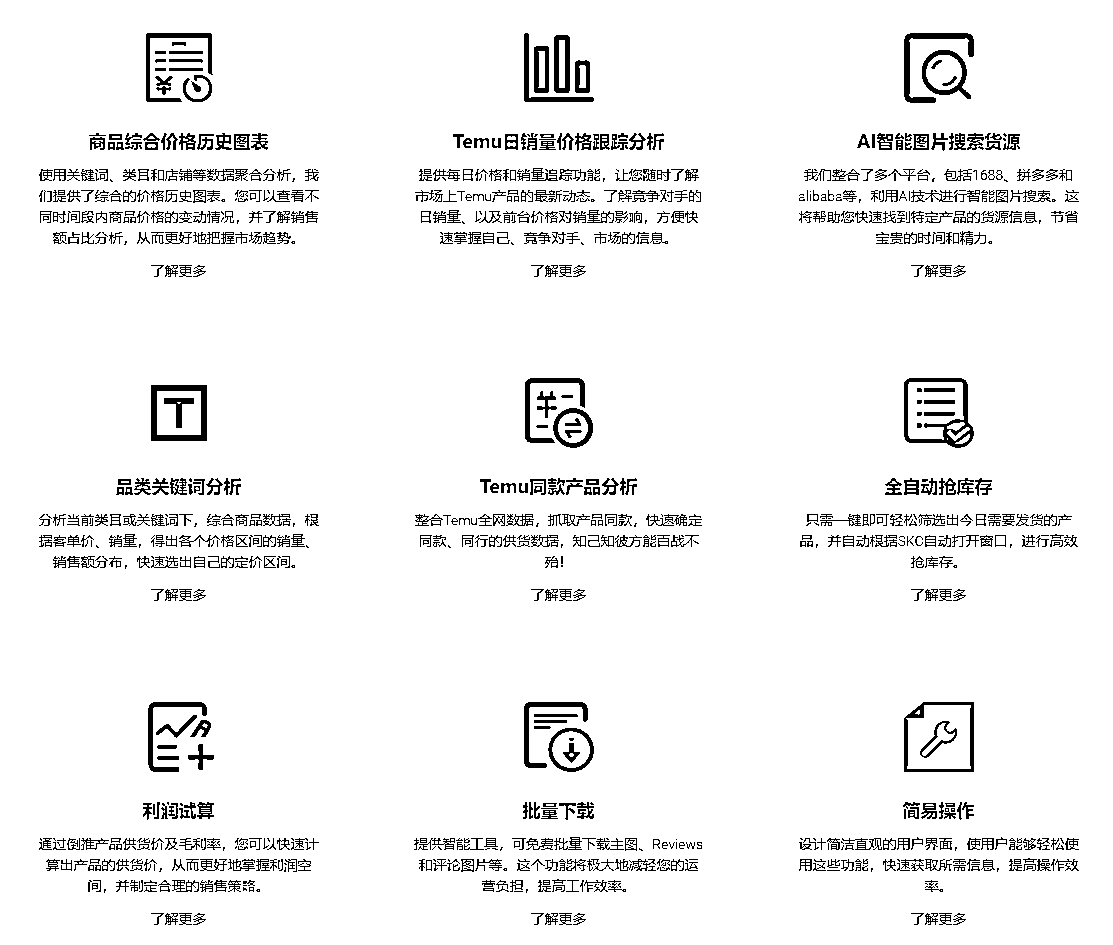 商品综合价格历史图表
使用关键词、类目和店铺等数据聚合分析，我
们提供了综合的价格历史图表。您可以查看不
同时间段内商品价格的变动情况，并了解销售
额占比分析，从而更好地把握市场趋势。
了解更多
Temu日销量价格跟踪分析
提供每日价格和销量追踪功能，让您随时了解
市场上Temu产品的最新动态。了解竞争对手的
日销量、以及前台价格对销量的影响，方便快
速掌握自己、竞争对手、市场的信息。
了解更多
AI智能图片搜索货源
我们整合了多个平台，包括1688、拼多多和
alibaba等，利用AI技术进行智能图片搜索。这
将帮助您快速找到特定产品的货源信息，节省
宝贵的时间和精力。
了解更多
T
品类关键词分析
分析当前类目或关键词下，综合商品数据，根
据客单价、销量，得出各个价格区间的销量、
销售额分布，快速选出自己的定价区间。
了解更多
Temu同款产品分析
整合Temu全网数据，抓取产品同款，快速确定
同款、同行的供货数据，知己知彼方能百战不
殆！
了解更多
全自动抢库存
只需一键即可轻松筛选出今日需要发货的产
品，并自动根据SKC自动打开窗口，进行高效
抢库存。
了解更多
利润试算
通过倒推产品供货价及毛利率，您可以快速计
算出产品的供货价，从而更好地掌握利润空
间，并制定合理的销售策略。
了解更多
批量下载
提供智能工具，可免费批量下载主图、Reviews
和评论图片等。这个功能将极大地减轻您的运
营负担，提高工作效率。
了解更多
简易操作
设计简洁直观的用户界面，使用户能够轻松使
用这些功能，快速获取所需信息，提高操作效
率。
了解更多